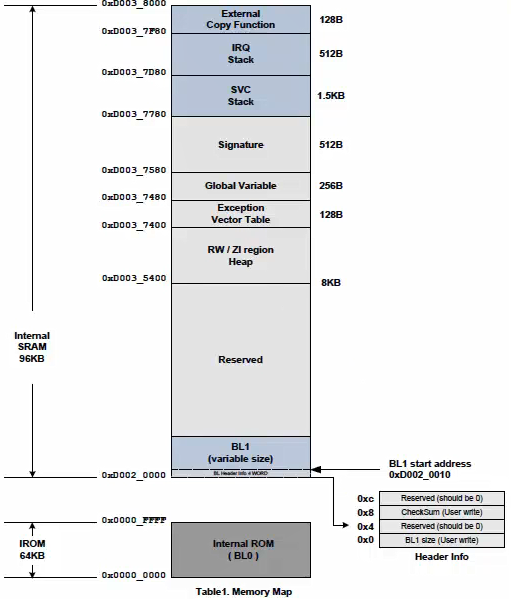 0xD003_8000
External
Copy Function
128B
0xD003_7F80
IRQ
Stack
512B
0xD003_7D80
SVC
Stack
1.5KB
0xD003_7780
Signature
512B
0xD003_7580
Global Variable
256B
0xD003_7480
Exception
Vector Table
128B
0xD003_7400
RW / ZI region
Heap
0xD003_5400
8KB
Internal
SRAM
96KB
Reserved
BL1
(variable size)
BL Header Info 4 WORD
0xD002_0000
BL1 start address
0xD002_0010
0xc Reserved (should be 0)
0x8 CheckSum (User write)
0x4 Reserved (should be 0)
0x0 BL1 size (User write)
Header Info
0x0000_FFFF
IROM
64KB
Internal ROM
( BL0 )
0x0000_0000
Table1. Memory Map